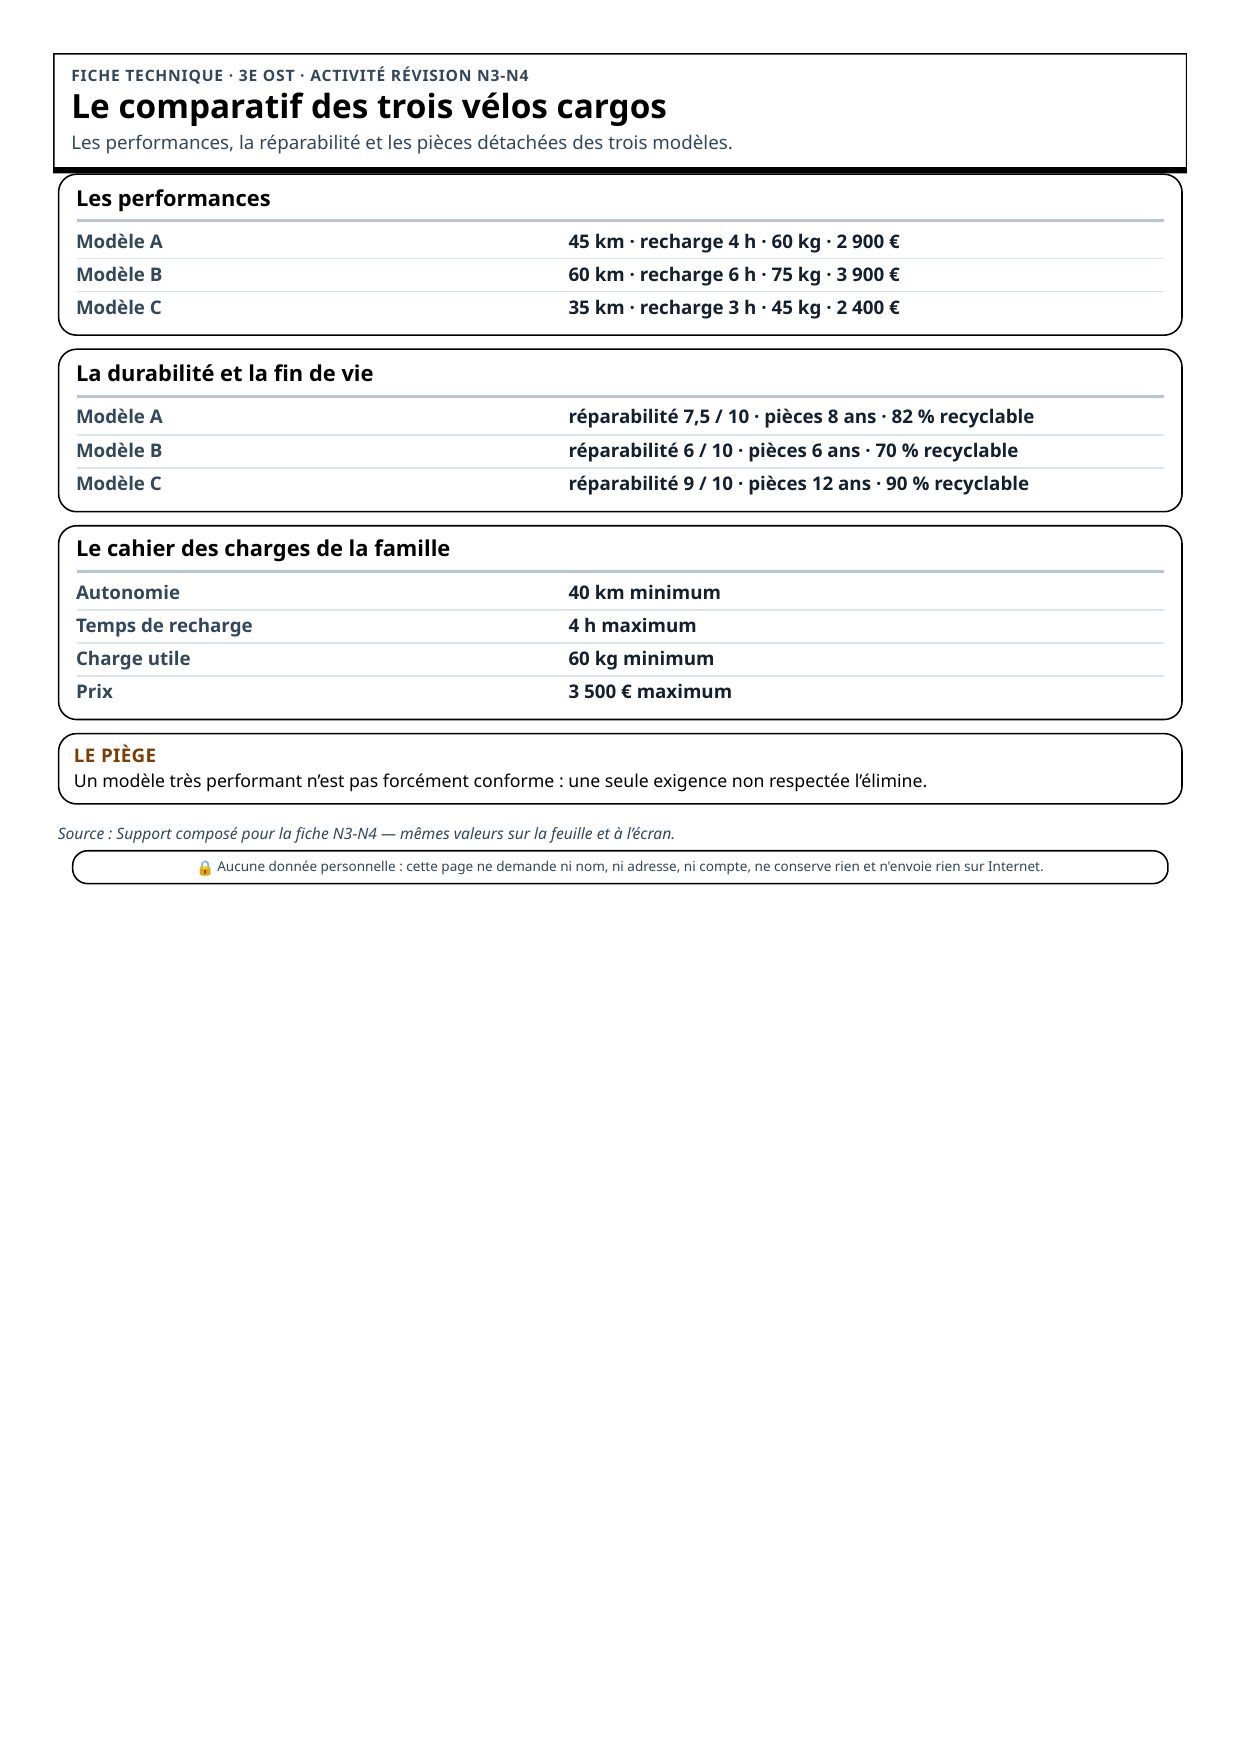 FICHE TECHNIQUE · 3E OST · ACTIVITÉ RÉVISION N3-N4
Le comparatif des trois vélos cargos
Les performances, la réparabilité et les pièces détachées des trois modèles.
Les performances
Modèle A 45 km · recharge 4 h · 60 kg · 2 900 €
Modèle B 60 km · recharge 6 h · 75 kg · 3 900 €
Modèle C 35 km · recharge 3 h · 45 kg · 2 400 €
La durabilité et la fin de vie
Modèle A réparabilité 7,5 / 10 · pièces 8 ans · 82 % recyclable
Modèle B réparabilité 6 / 10 · pièces 6 ans · 70 % recyclable
Modèle C réparabilité 9 / 10 · pièces 12 ans · 90 % recyclable
Le cahier des charges de la famille
Autonomie 40 km minimum
Temps de recharge 4 h maximum
Charge utile 60 kg minimum
Prix 3 500 € maximum
LE PIÈGE
Un modèle très performant n’est pas forcément conforme : une seule exigence non respectée l’élimine.
Source : Support composé pour la fiche N3-N4 — mêmes valeurs sur la feuille et à l’écran.
🔒 Aucune donnée personnelle : cette page ne demande ni nom, ni adresse, ni compte, ne conserve rien et n'envoie rien sur Internet.